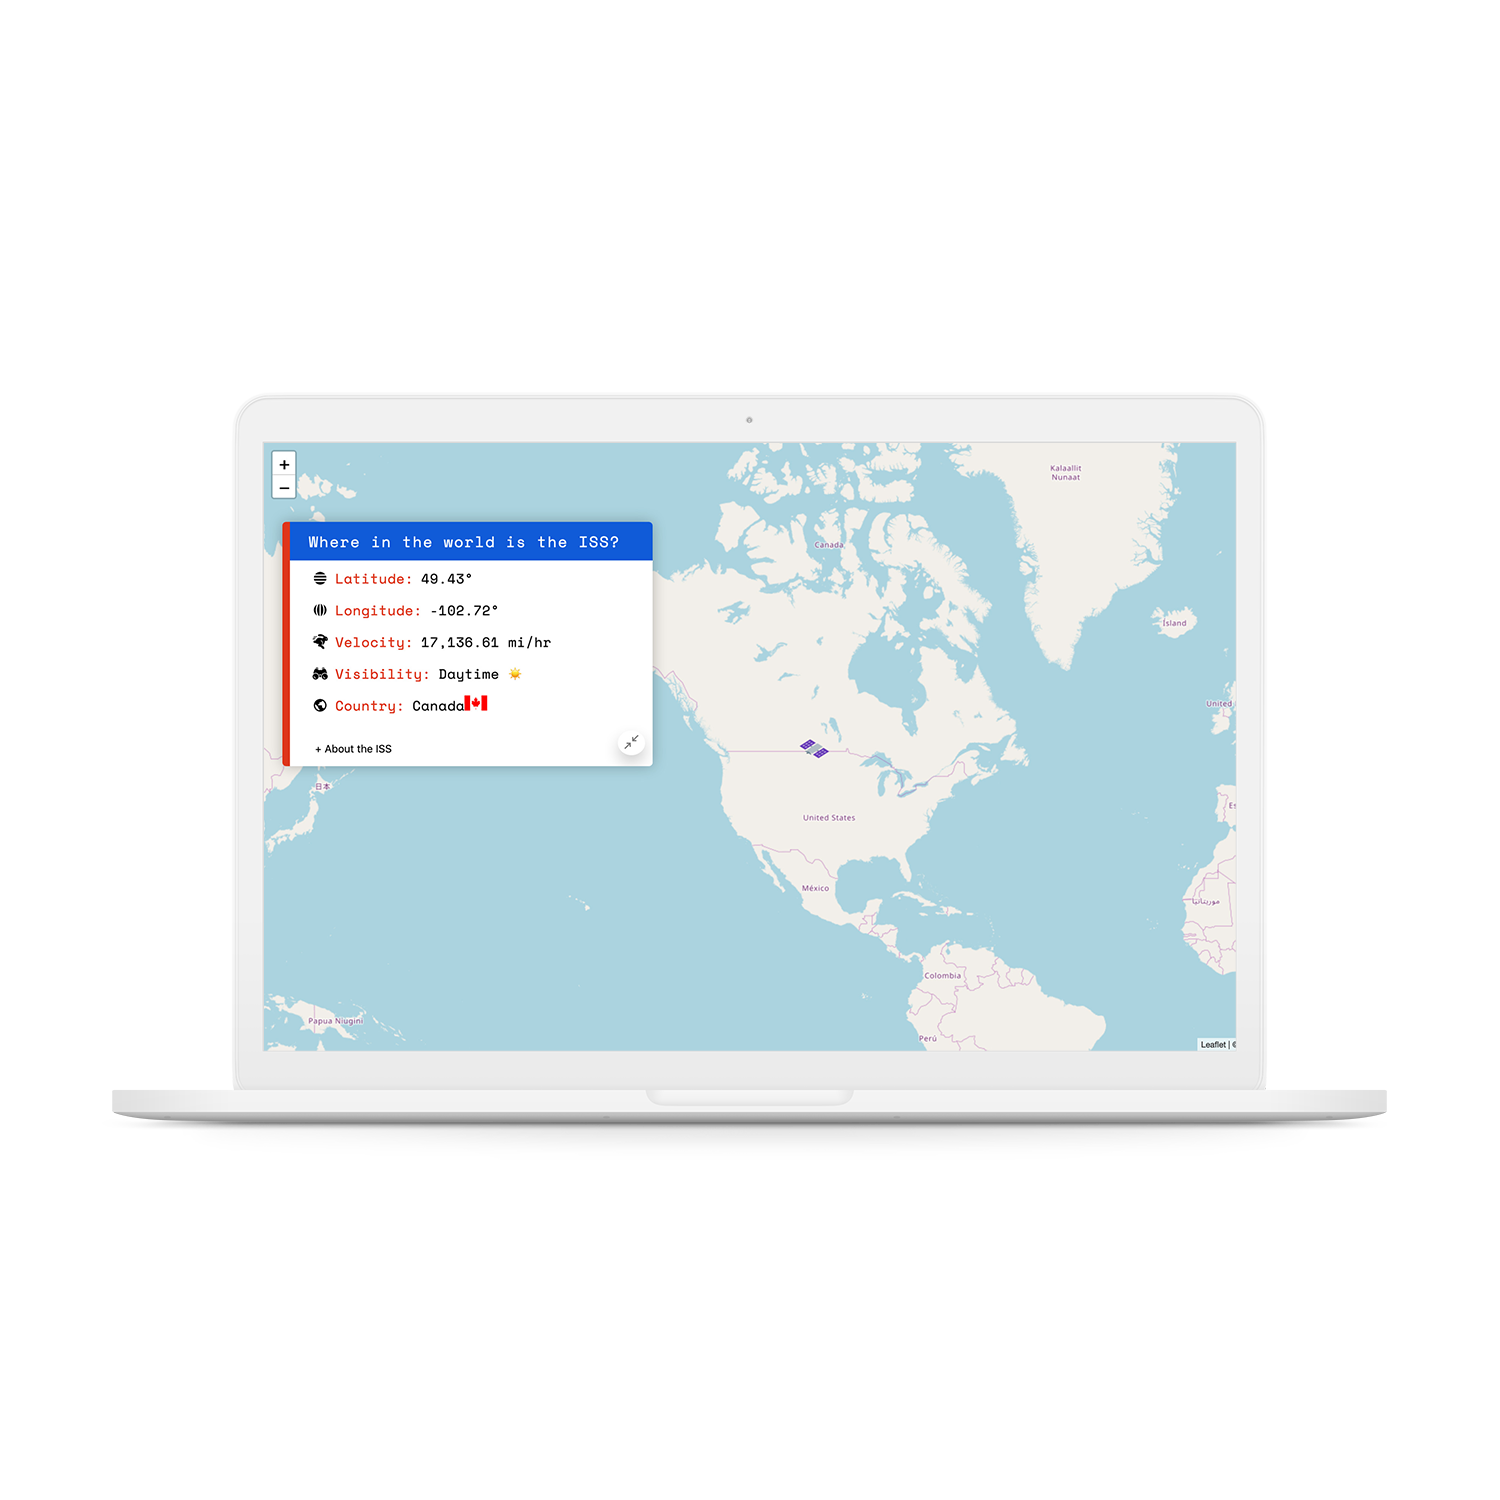 +
−
Where in the world is the ISS?
Latitude: 49.43°
Longitude: -102.72°
Velocity: 17,136.61 mi/hr
Visibility: Daytime ☀️
Country: Canada🇨🇦
+ About the ISS
Kalaallit
Nunaat
Canada
Ísland
United
日本
United States
Es
México
موريتانيا
Colombia
Papua Niugini
Perú
Leaflet | ©